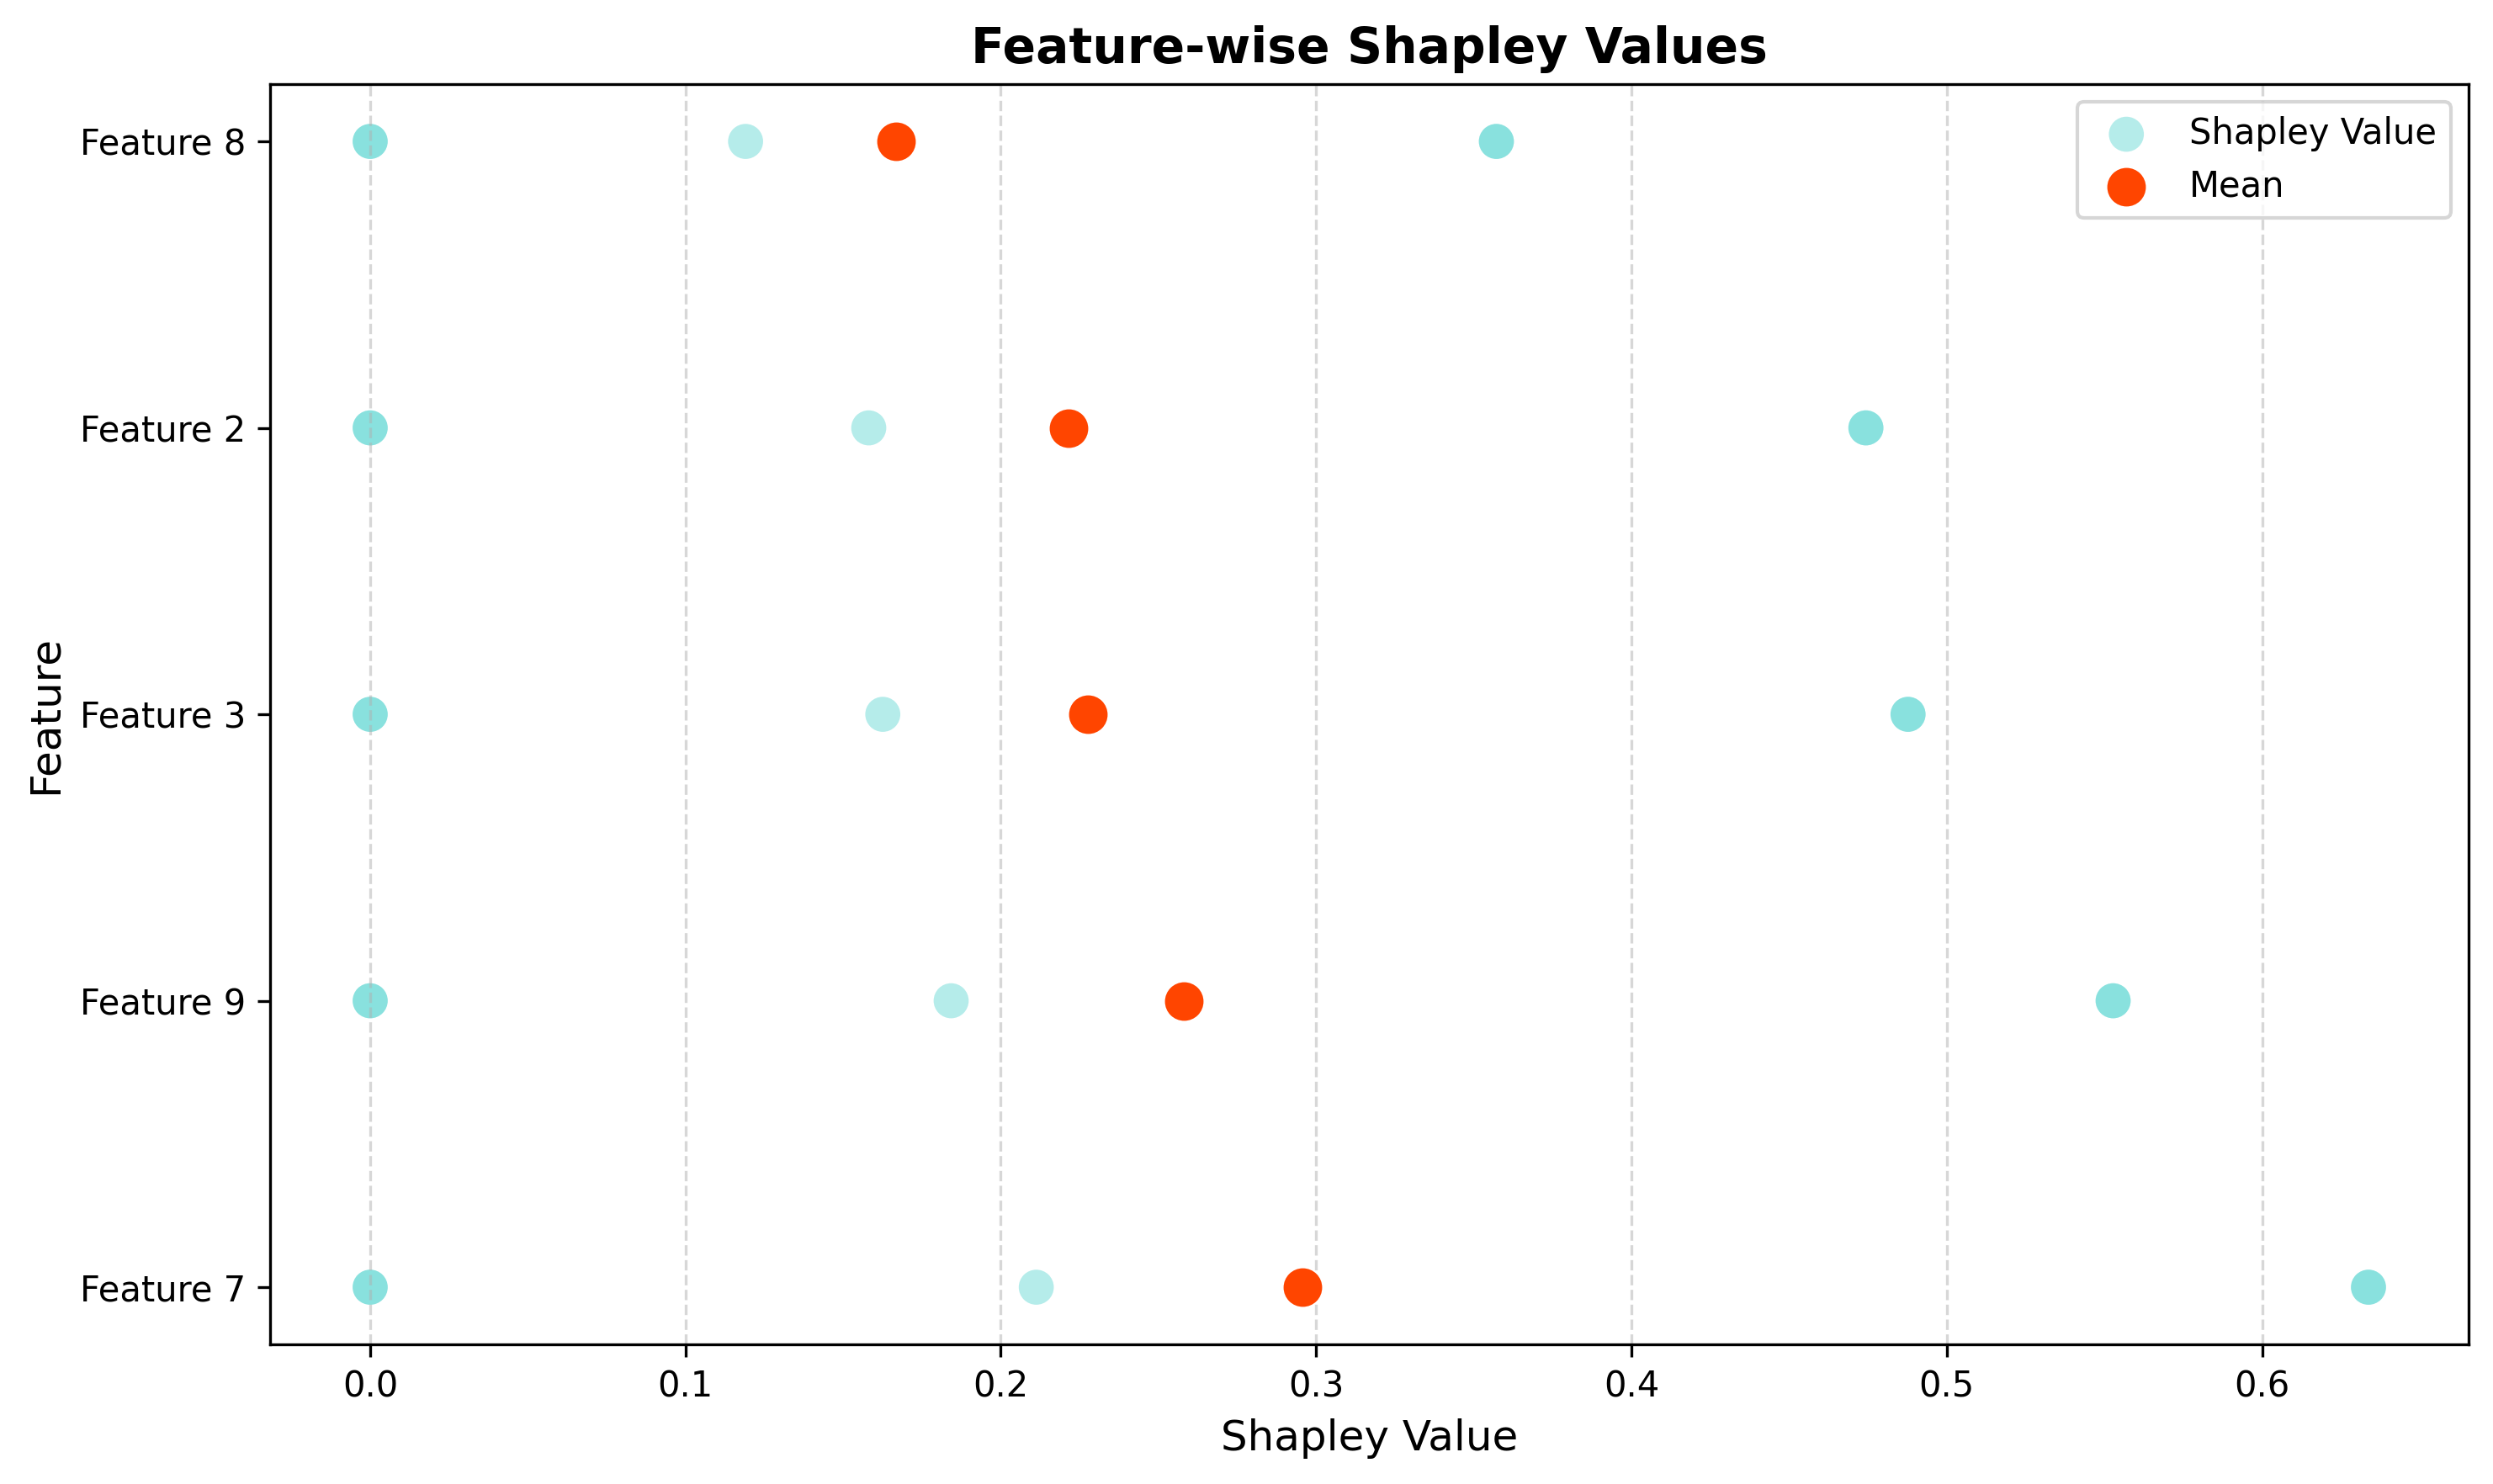 Feature-wise Shapley Values
Shapley Value
Mean
Feature 8
Feature 2
Feature 3
Feature 9
Feature 7
Feature
0.0 0.1 0.2 0.3 0.4 0.5 0.6
Shapley Value